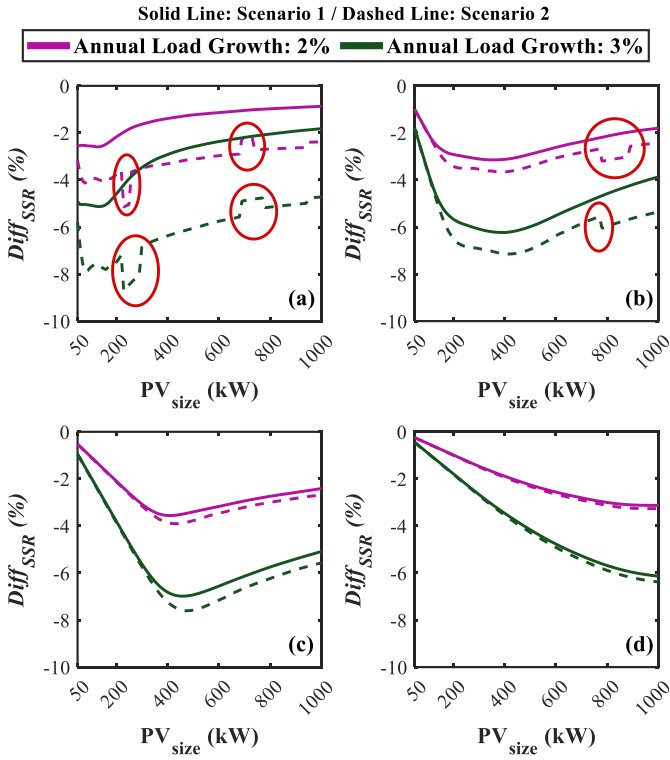 Solid Line: Scenario 1 / Dashed Line: Scenario 2
Annual Load Growth: 2% Annual Load Growth: 3%
0
-2
-4
-6
-8
-10
Diff_SSR (%)
50 200 400 600 800 1000
PV_size (kW)
(a)
0
-2
-4
-6
-8
-10
Diff_SSR (%)
50 200 400 600 800 1000
PV_size (kW)
(b)
0
-2
-4
-6
-8
-10
Diff_SSR (%)
50 200 400 600 800 1000
PV_size (kW)
(c)
0
-2
-4
-6
-8
-10
Diff_SSR (%)
50 200 400 600 800 1000
PV_size (kW)
(d)